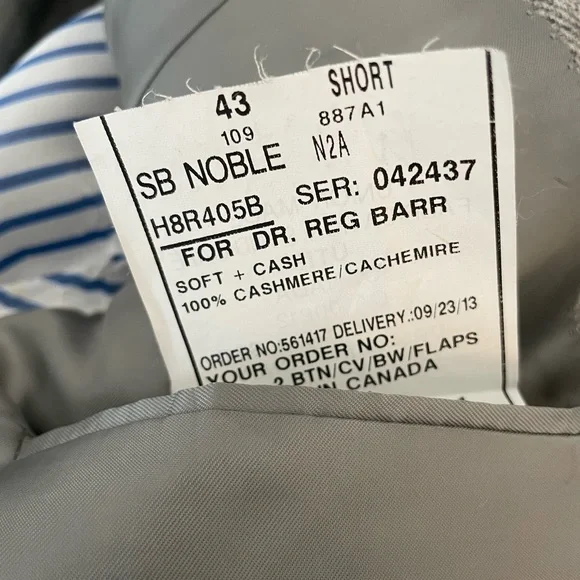 43 SHORT
109 887A1
SB NOBLE N2A
H8R405B SER: 042437
FOR DR. REG BARR
SOFT + CASH
100% CASHMERE/CACHEMIRE
ORDER NO:561417 DELIVERY.:09/23/13
YOUR ORDER NO:
2 BTN/CV/BW/FLAPS
IN CANADA